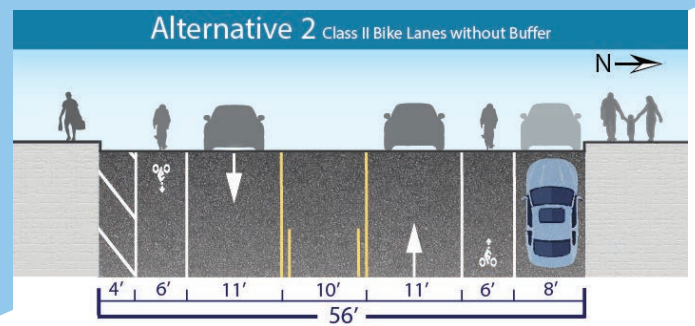 Alternative 2 Class II Bike Lanes without Buffer
N
4' 6' 11' 10' 11' 6' 8'
56'